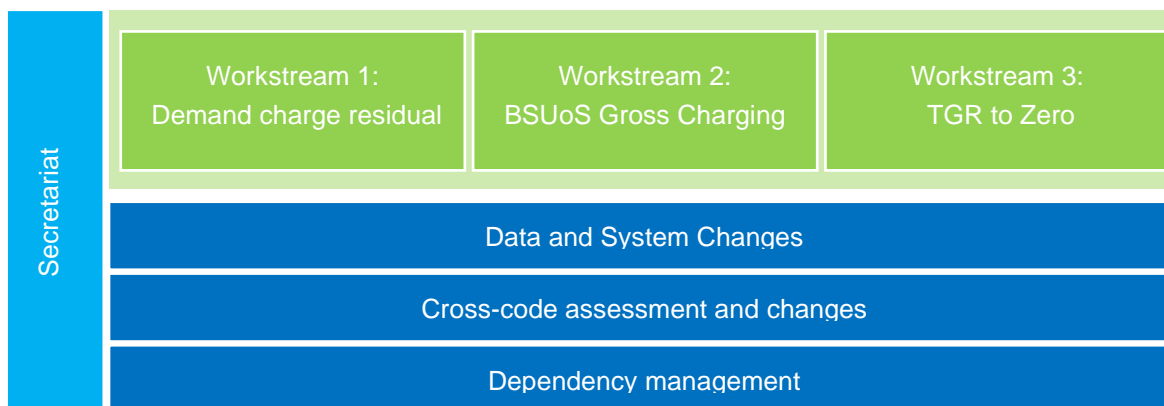 Secretariat
Workstream 1:
Demand charge residual
Workstream 2:
BSUoS Gross Charging
Workstream 3:
TGR to Zero
Data and System Changes
Cross-code assessment and changes
Dependency management